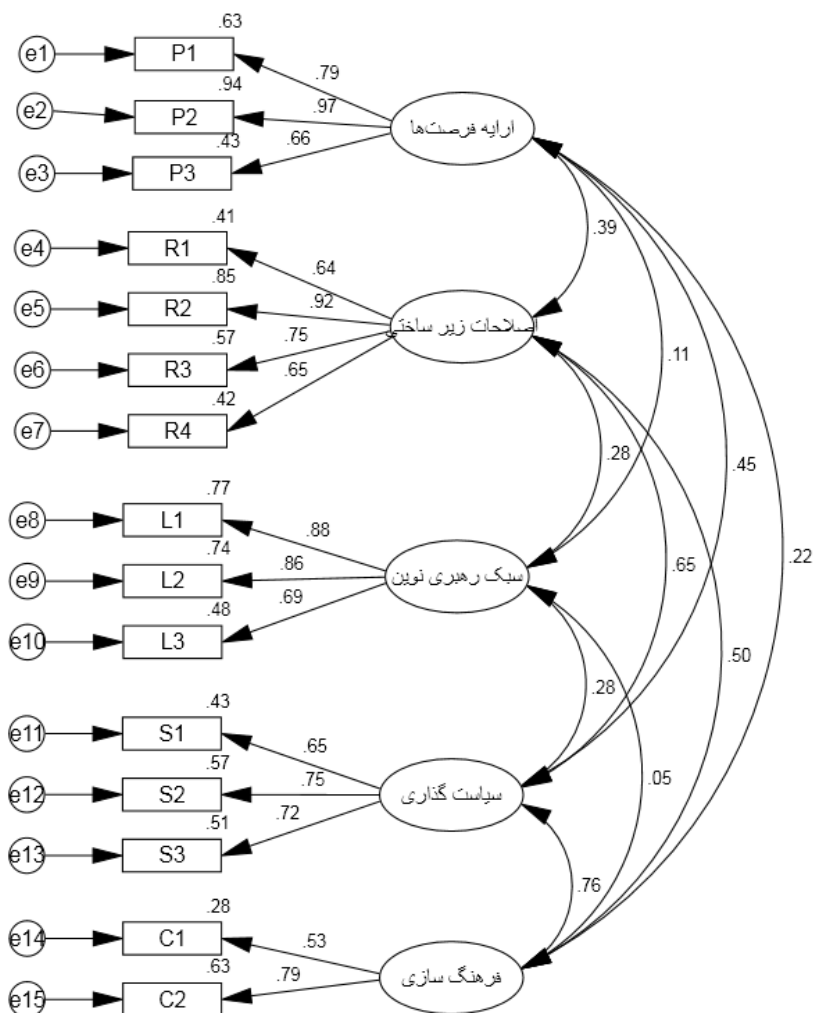 .63
e1
P1
.79
.94
e2
P2
.97
ارایه فرصت‌ها
.43
.66
e3
P3
.39
.41
e4
R1
.64
.85
e5
R2
.92
اصلاحات زیر ساختی
.57
.75
e6
R3
.11
.65
.42
e7
R4
.28
.45
.77
e8
L1
.88
.74
.22
e9
L2
.86
سبک رهبری نوین
.65
.48
.69
e10
L3
.50
.28
.43
e11
S1
.65
.57
.05
e12
S2
.75
سیاست گذاری
.51
.72
e13
S3
.76
.28
e14
C1
.53
.63
.79
فرهنگ سازی
e15
C2